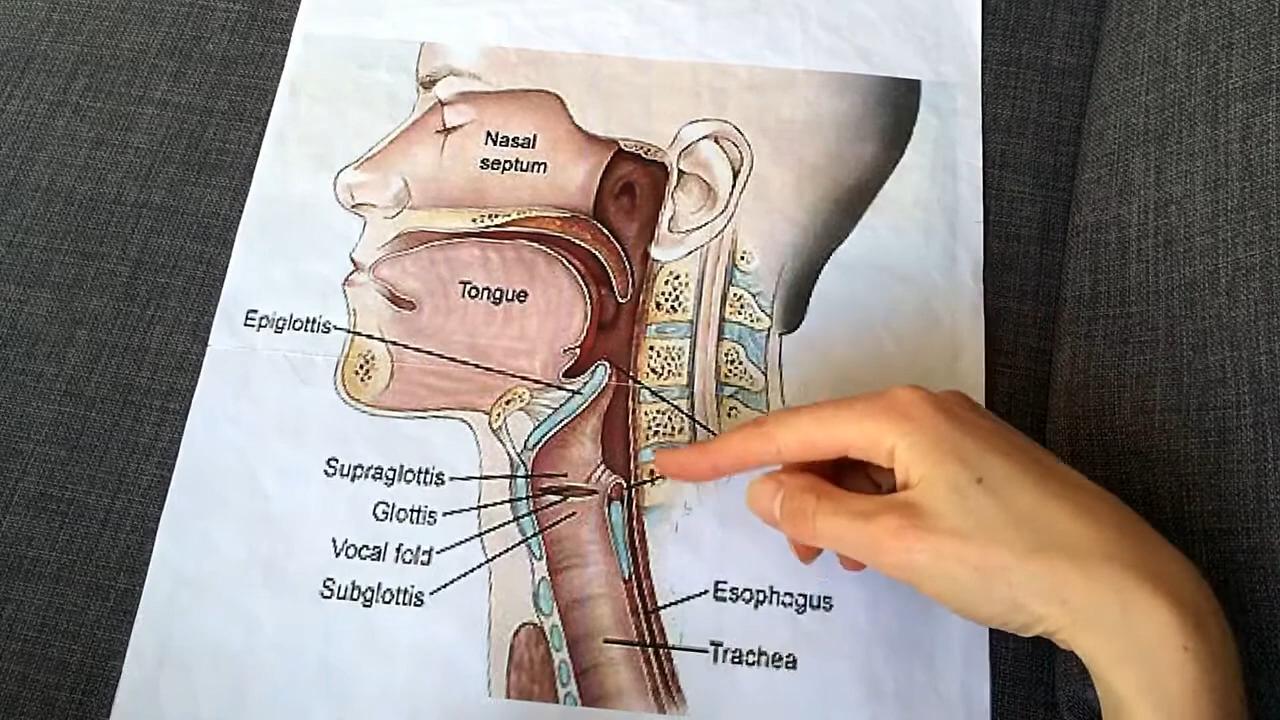 Nasal
septum
Tongue
Epiglottis
Supraglottis
Glottis
Vocal fold
Subglottis
Esophagus
Trachea